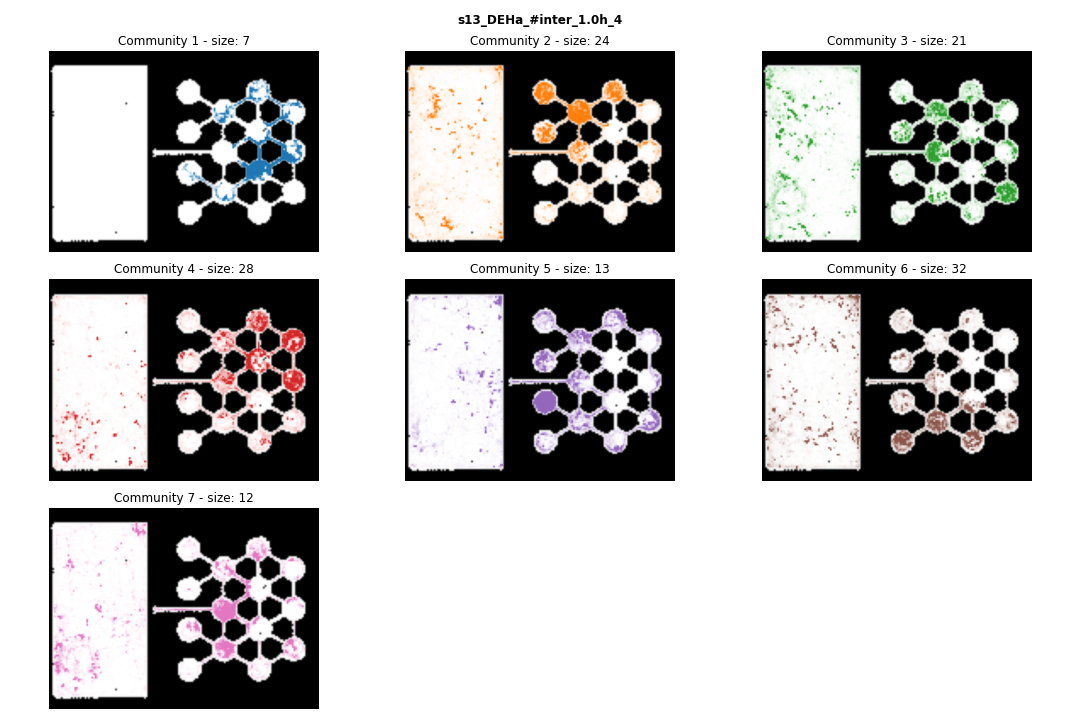 s13_DEHa_#inter_1.0h_4
Community 1 - size: 7
Community 2 - size: 24
Community 3 - size: 21
Community 4 - size: 28
Community 5 - size: 13
Community 6 - size: 32
Community 7 - size: 12